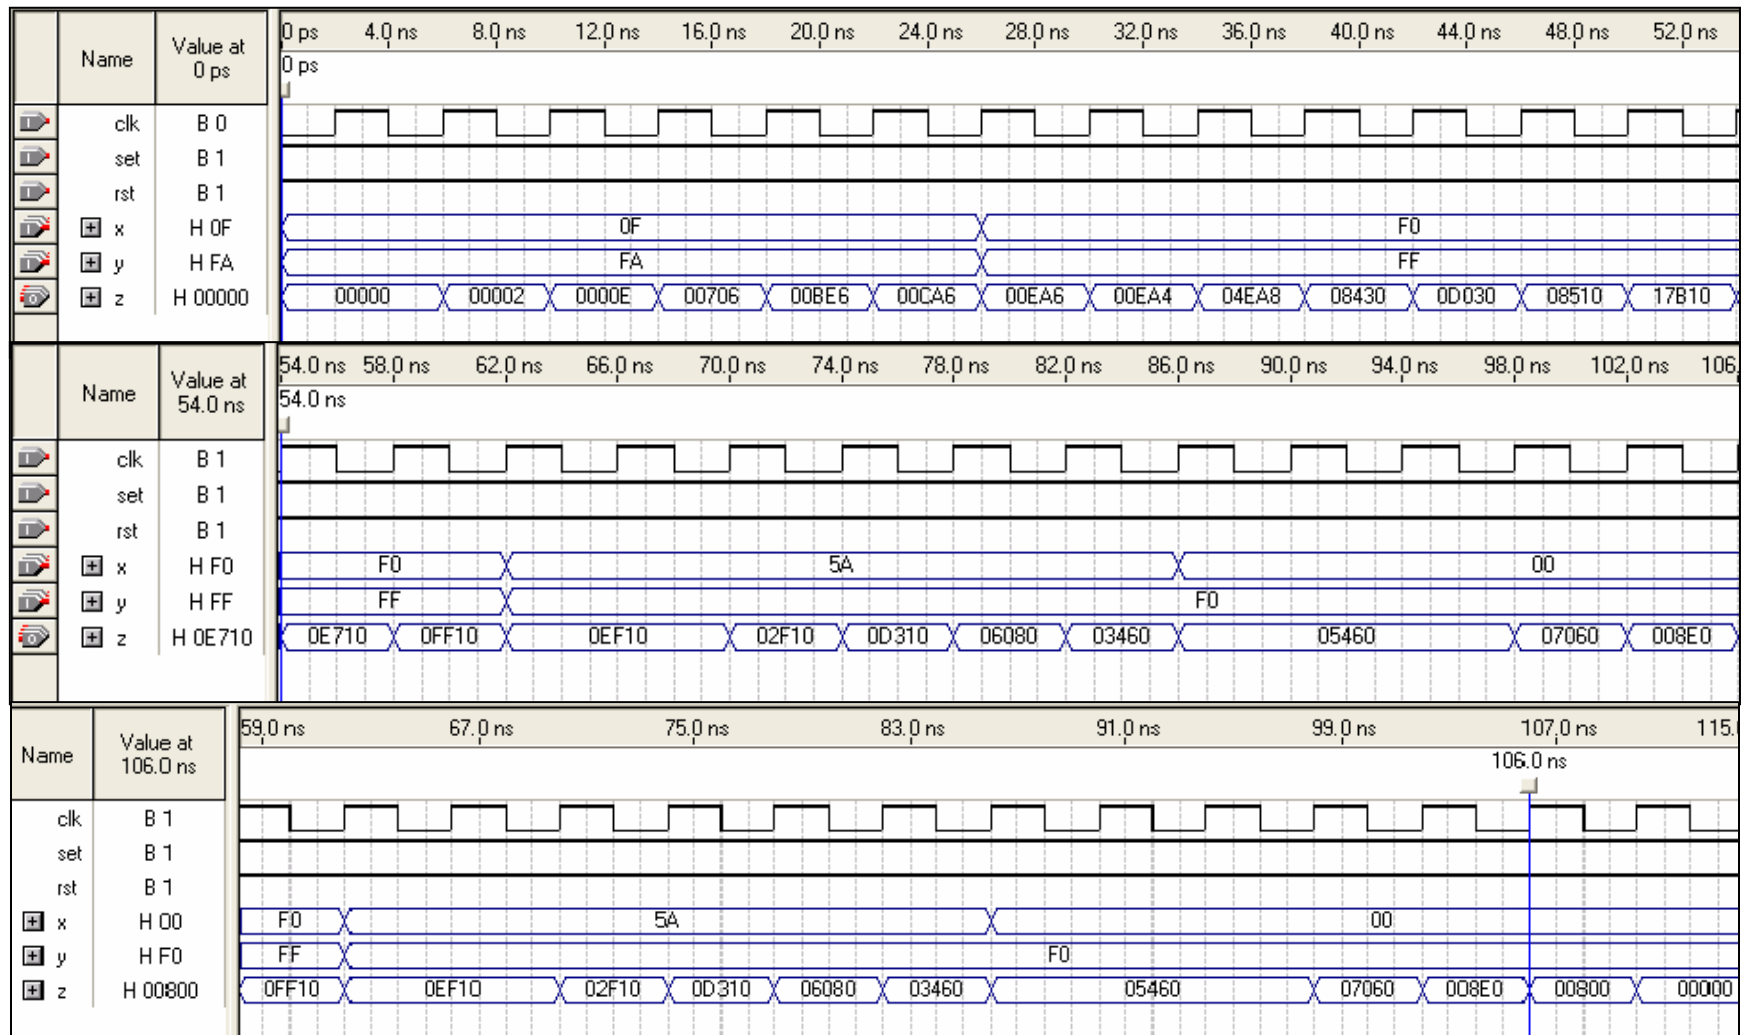 Name Value at 0 ps 0 ps 4.0 ns 8.0 ns 12.0 ns 16.0 ns 20.0 ns 24.0 ns 28.0 ns 32.0 ns 36.0 ns 40.0 ns 44.0 ns 48.0 ns 52.0 ns
0 ps
clk B 0
set B 1
rst B 1
x H 0F 0F F0
y H FA FA FF
z H 00000 00000 00002 0000E 00706 00BE6 00CA6 00EA6 00EA4 04EA8 08430 0D030 08510 17B10
Name Value at 54.0 ns 54.0 ns 58.0 ns 62.0 ns 66.0 ns 70.0 ns 74.0 ns 78.0 ns 82.0 ns 86.0 ns 90.0 ns 94.0 ns 98.0 ns 102.0 ns 106.
54.0 ns
clk B 1
set B 1
rst B 1
x H F0 F0 5A 00
y H FF FF F0
z H 0E710 0E710 0FF10 0EF10 02F10 0D310 06080 03460 05460 07060 008E0
Name Value at 106.0 ns 59.0 ns 67.0 ns 75.0 ns 83.0 ns 91.0 ns 99.0 ns 107.0 ns 115.
106.0 ns
clk B 1
set B 1
rst B 1
x H 00 F0 5A 00
y H F0 FF F0
z H 00800 0FF10 0EF10 02F10 0D310 06080 03460 05460 07060 008E0 00800 00000